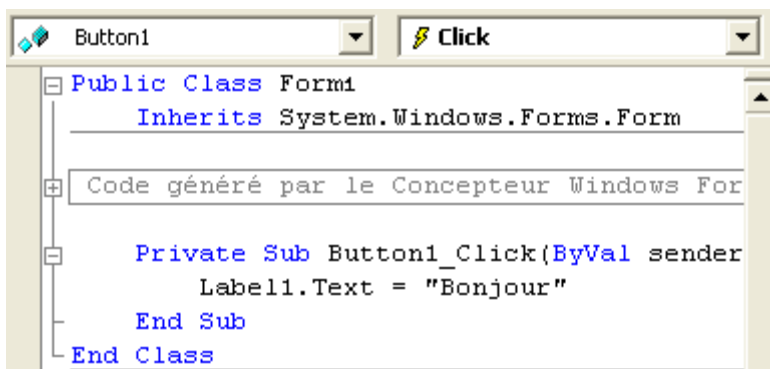 Button1 Click
Public Class Form1
Inherits System.Windows.Forms.Form
Code généré par le Concepteur Windows For
Private Sub Button1_Click(ByVal sender
Label1.Text = "Bonjour"
End Sub
End Class